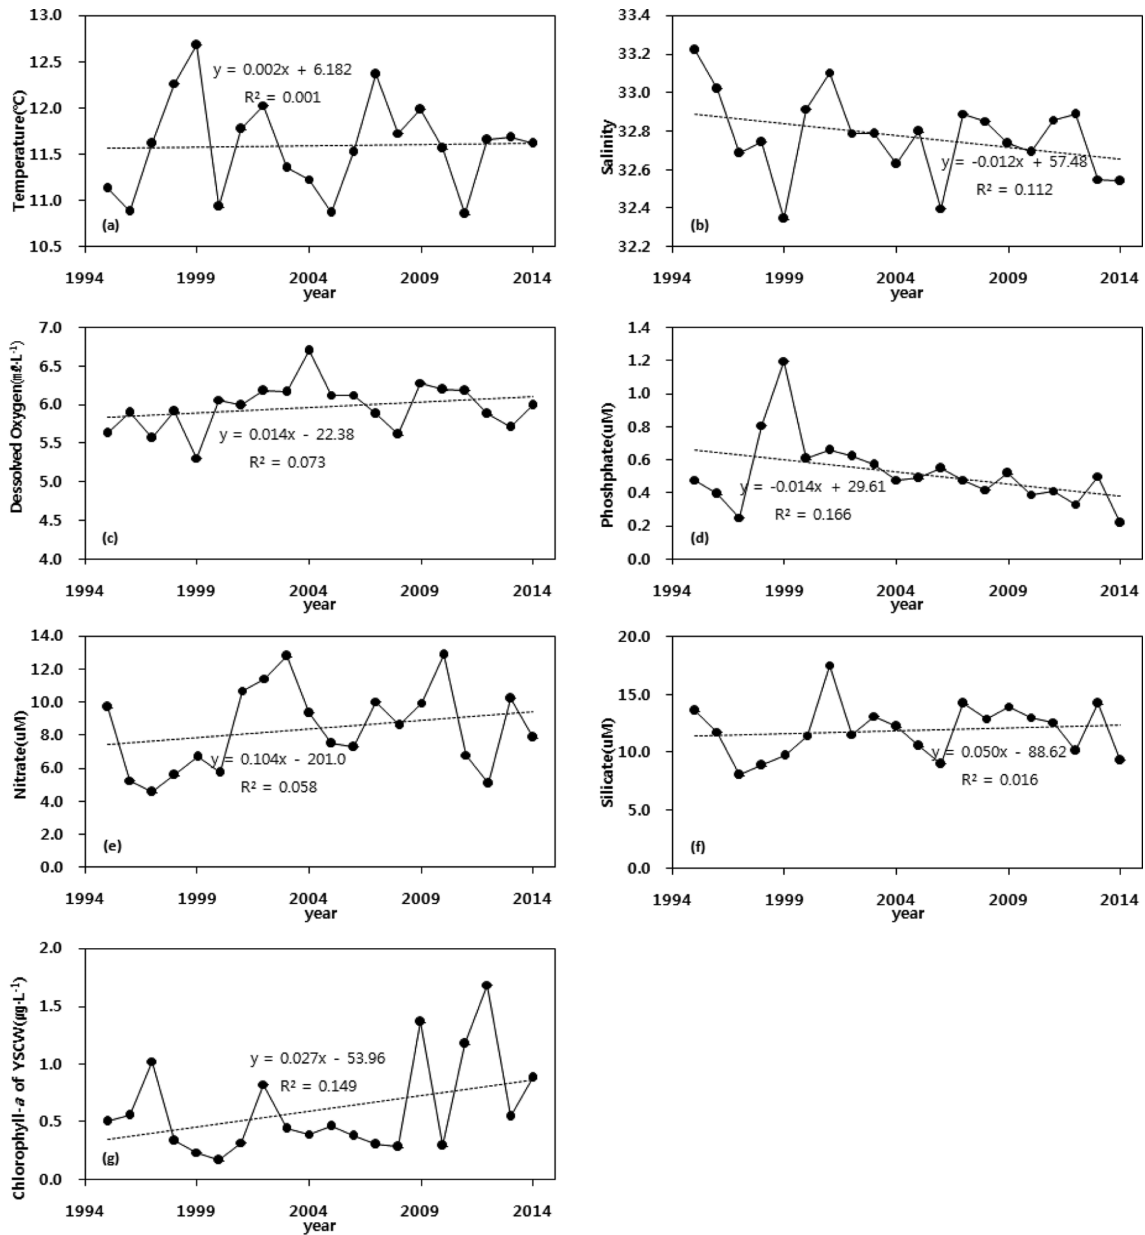 13.0
12.5
12.0
11.5
11.0
10.5
Temperature(℃)
y = 0.002x + 6.182
R² = 0.001
(a)
1994 1999 2004 2009 2014
year
33.4
33.2
33.0
32.8
32.6
32.4
32.2
Salinity
y = -0.012x + 57.48
R² = 0.112
(b)
1994 1999 2004 2009 2014
year
7.0
6.5
6.0
5.5
5.0
4.5
4.0
Dessolved Oxygen(㎖·L⁻¹)
y = 0.014x - 22.38
R² = 0.073
(c)
1994 1999 2004 2009 2014
year
1.4
1.2
1.0
0.8
0.6
0.4
0.2
0.0
Phoshphate(uM)
y = -0.014x + 29.61
R² = 0.166
(d)
1994 1999 2004 2009 2014
year
14.0
12.0
10.0
8.0
6.0
4.0
2.0
0.0
Nitrate(uM)
y = 0.104x - 201.0
R² = 0.058
(e)
1994 1999 2004 2009 2014
year
20.0
15.0
10.0
5.0
0.0
Silicate(uM)
y = 0.050x - 88.62
R² = 0.016
(f)
1994 1999 2004 2009 2014
year
2.0
1.5
1.0
0.5
0.0
Chlorophyll-a of YSCW(㎍·L⁻¹)
y = 0.027x - 53.96
R² = 0.149
(g)
1994 1999 2004 2009 2014
year